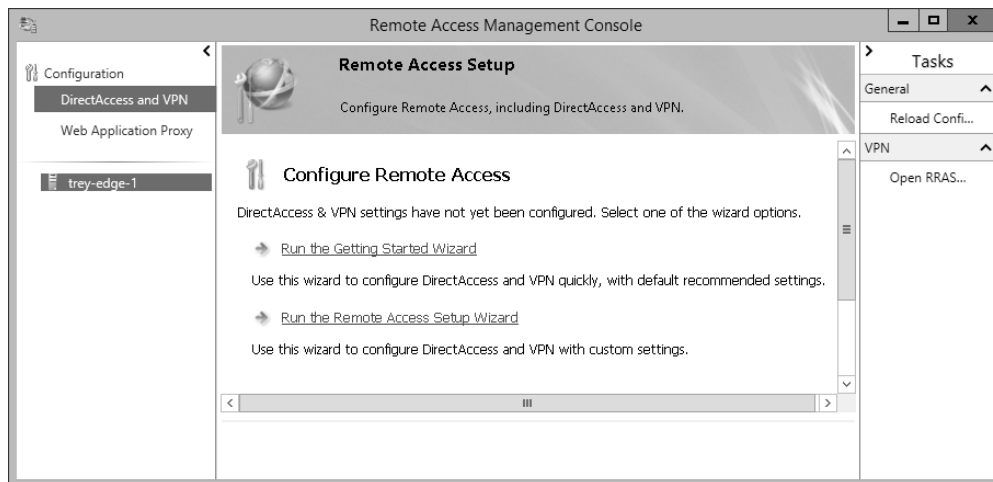 Remote Access Management Console
Configuration
DirectAccess and VPN
Web Application Proxy
trey-edge-1
Remote Access Setup
Configure Remote Access, including DirectAccess and VPN.
Configure Remote Access
DirectAccess & VPN settings have not yet been configured. Select one of the wizard options.
Run the Getting Started Wizard
Use this wizard to configure DirectAccess and VPN quickly, with default recommended settings.
Run the Remote Access Setup Wizard
Use this wizard to configure DirectAccess and VPN with custom settings.
Tasks
General
Reload Confi...
VPN
Open RRAS...